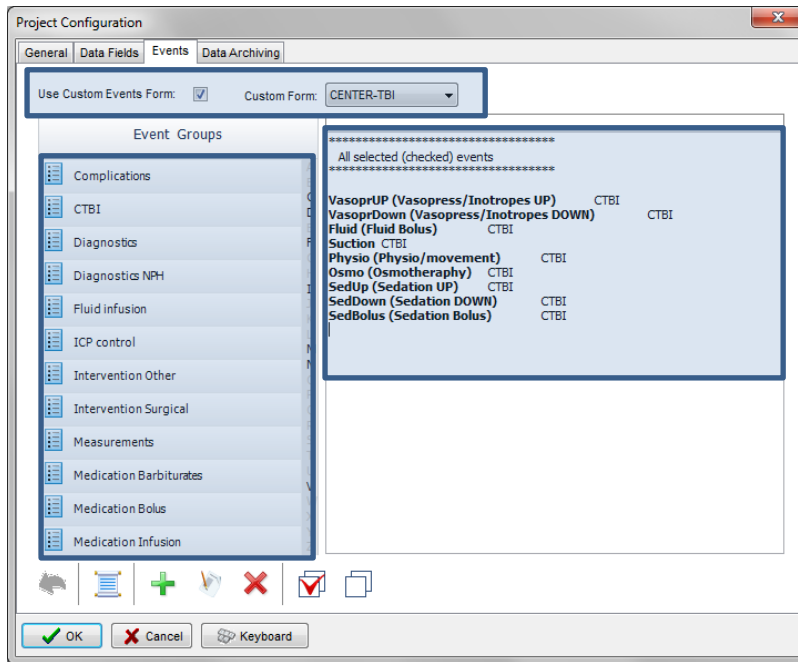 Project Configuration
General Data Fields Events Data Archiving
Use Custom Events Form: Custom Form: CENTER-TBI
Event Groups
Complications
CTBI
Diagnostics
Diagnostics NPH
Fluid infusion
ICP control
Intervention Other
Intervention Surgical
Measurements
Medication Barbiturates
Medication Bolus
Medication Infusion
*********************************
All selected (checked) events
*********************************
VasoprUP (Vasopress/Inotropes UP) CTBI
VasoprDown (Vasopress/Inotropes DOWN) CTBI
Fluid (Fluid Bolus) CTBI
Suction CTBI
Physio (Physio/movement) CTBI
Osmo (Osmotheraphy) CTBI
SedUp (Sedation UP) CTBI
SedDown (Sedation DOWN) CTBI
SedBolus (Sedation Bolus) CTBI
OK Cancel Keyboard